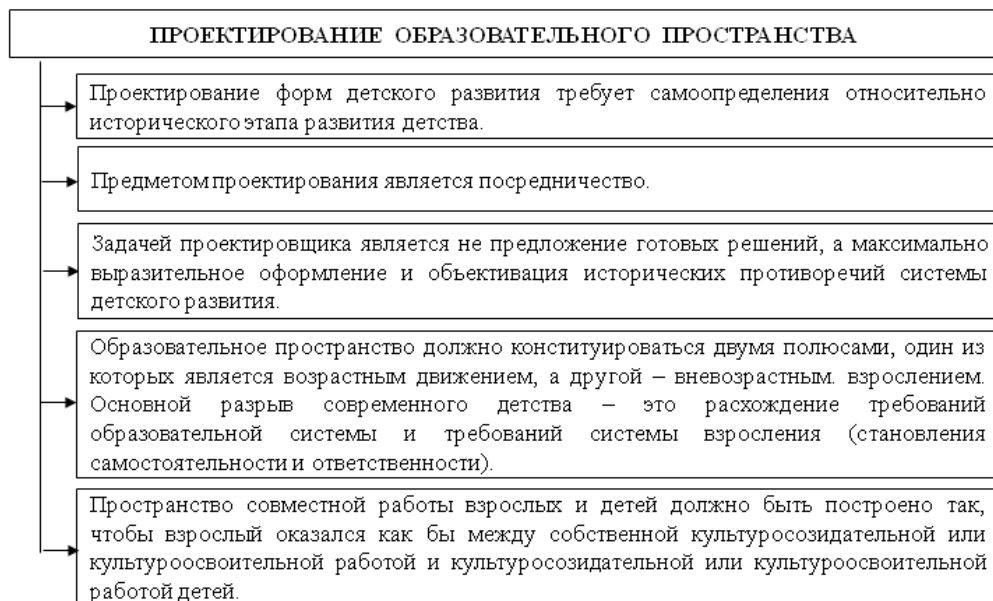 ПРОЕКТИРОВАНИЕ ОБРАЗОВАТЕЛЬНОГО ПРОСТРАНСТВА
Проектирование форм детского развития требует самоопределения относительно
исторического этапа развития детства.
Предметом проектирования является посредничество.
Задачей проектировщика является не предложение готовых решений, а максимально
выразительное оформление и объективация исторических противоречий системы
детского развития.
Образовательное пространство должно конституироваться двумя полюсами, один из
которых является возрастным движением, а другой – вневозрастным. взрослением.
Основной разрыв современного детства – это расхождение требований
образовательной системы и требований системы взросления (становления
самостоятельности и ответственности).
Пространство совместной работы взрослых и детей должно быть построено так,
чтобы взрослый оказался как бы между собственной культуросозидательной или
культуроосвоительной работой и культуросозидательной или культуроосвоительной
работой детей.